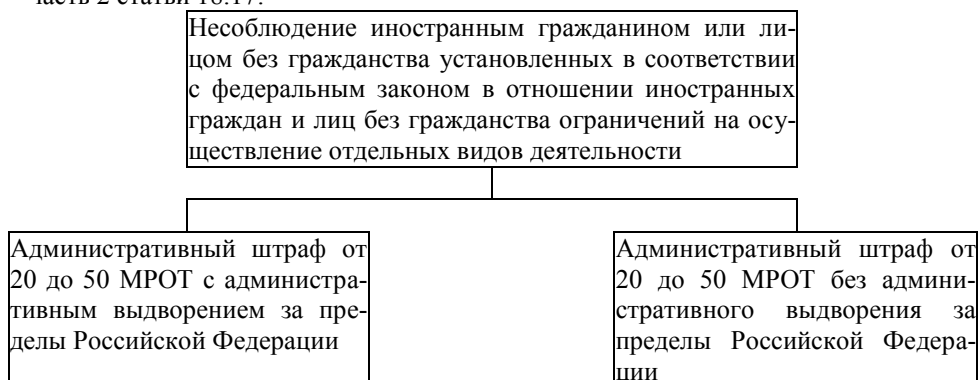 часть 2 статьи 18.17:
Несоблюдение иностранным гражданином или ли-
цом без гражданства установленных в соответствии
с федеральным законом в отношении иностранных
граждан и лиц без гражданства ограничений на осу-
ществление отдельных видов деятельности
Административный штраф от
20 до 50 МРОТ с администра-
тивным выдворением за пре-
делы Российской Федерации
Административный штраф от
20 до 50 МРОТ без админи-
стративного выдворения за
пределы Российской Федера-
ции